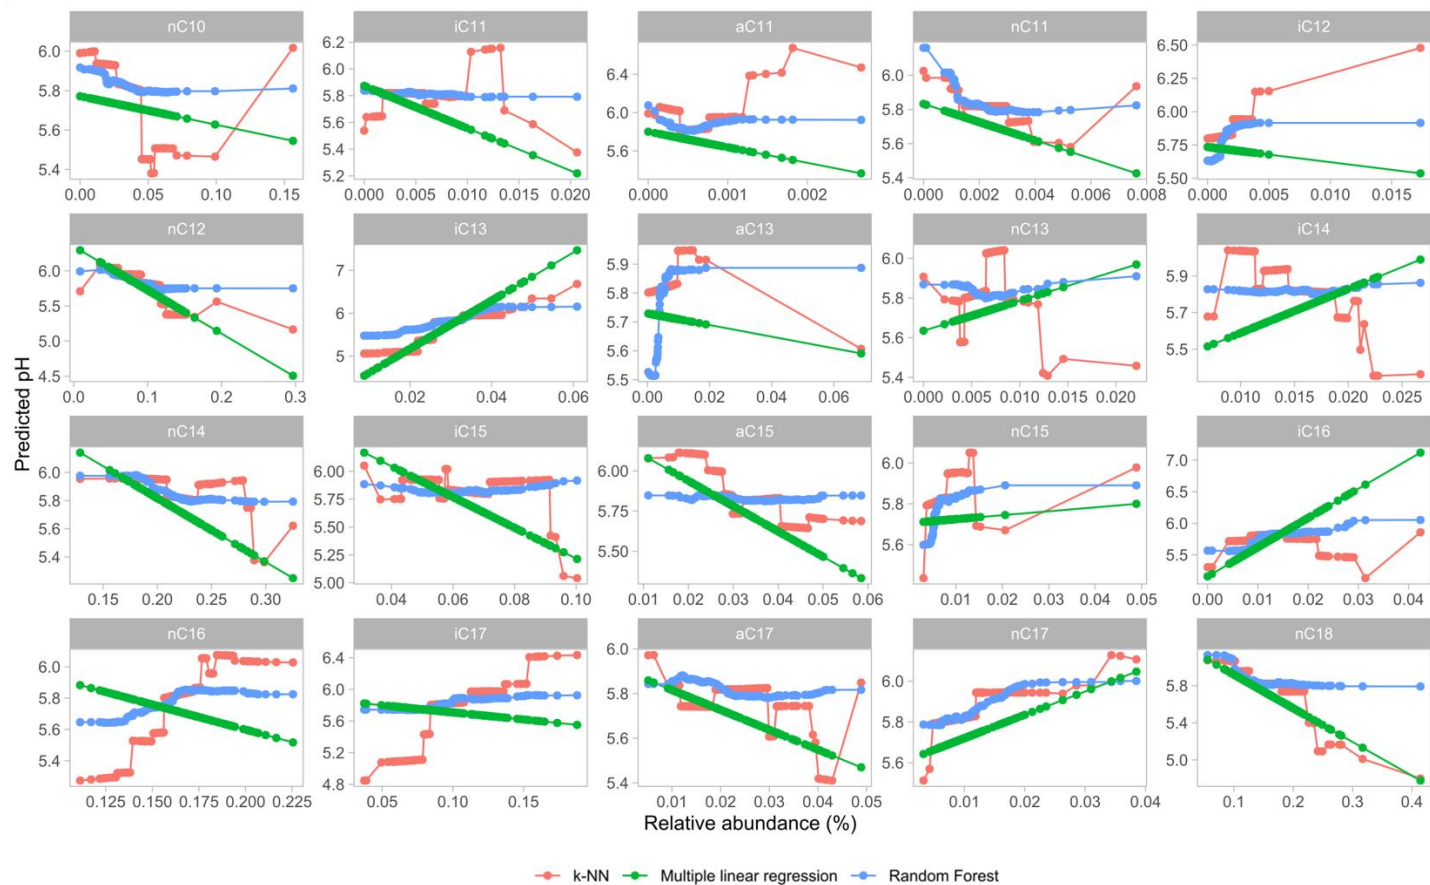 nC10 iC11 aC11 nC11 iC12
6.0 5.8 5.6 5.4
6.2 6.0 5.8 5.6 5.4 5.2
6.4 6.0 5.6
6.0 5.8 5.6 5.4
6.50 6.25 6.00 5.75 5.50
0.00 0.05 0.10 0.15
0.000 0.005 0.010 0.015 0.020
0.000 0.001 0.002
0.000 0.002 0.004 0.006 0.008
0.000 0.005 0.010 0.015
nC12 iC13 aC13 nC13 iC14
6.0 5.5 5.0 4.5
7 6 5
5.9 5.8 5.7 5.6 5.5
6.0 5.8 5.6 5.4
5.9 5.7 5.5
0.0 0.1 0.2 0.3
0.02 0.04 0.06
0.00 0.02 0.04 0.06
0.000 0.005 0.010 0.015 0.020
0.010 0.015 0.020 0.025
Predicted pH
nC14 iC15 aC15 nC15 iC16
6.0 5.8 5.6 5.4
6.00 5.75 5.50 5.25 5.00
6.00 5.75 5.50
6.0 5.8 5.6
7.0 6.5 6.0 5.5
0.15 0.20 0.25 0.30
0.04 0.06 0.08 0.10
0.01 0.02 0.03 0.04 0.05 0.06
0.01 0.02 0.03 0.04 0.05
0.00 0.01 0.02 0.03 0.04
nC16 iC17 aC17 nC17 nC18
6.0 5.8 5.6 5.4
6.4 6.0 5.6 5.2 4.8
6.0 5.8 5.6 5.4
6.0 5.8 5.6
5.8 5.4 5.0
0.125 0.150 0.175 0.200 0.225
0.05 0.10 0.15
0.01 0.02 0.03 0.04 0.05
0.01 0.02 0.03 0.04
0.1 0.2 0.3 0.4
Relative abundance (%)
k-NN Multiple linear regression Random Forest